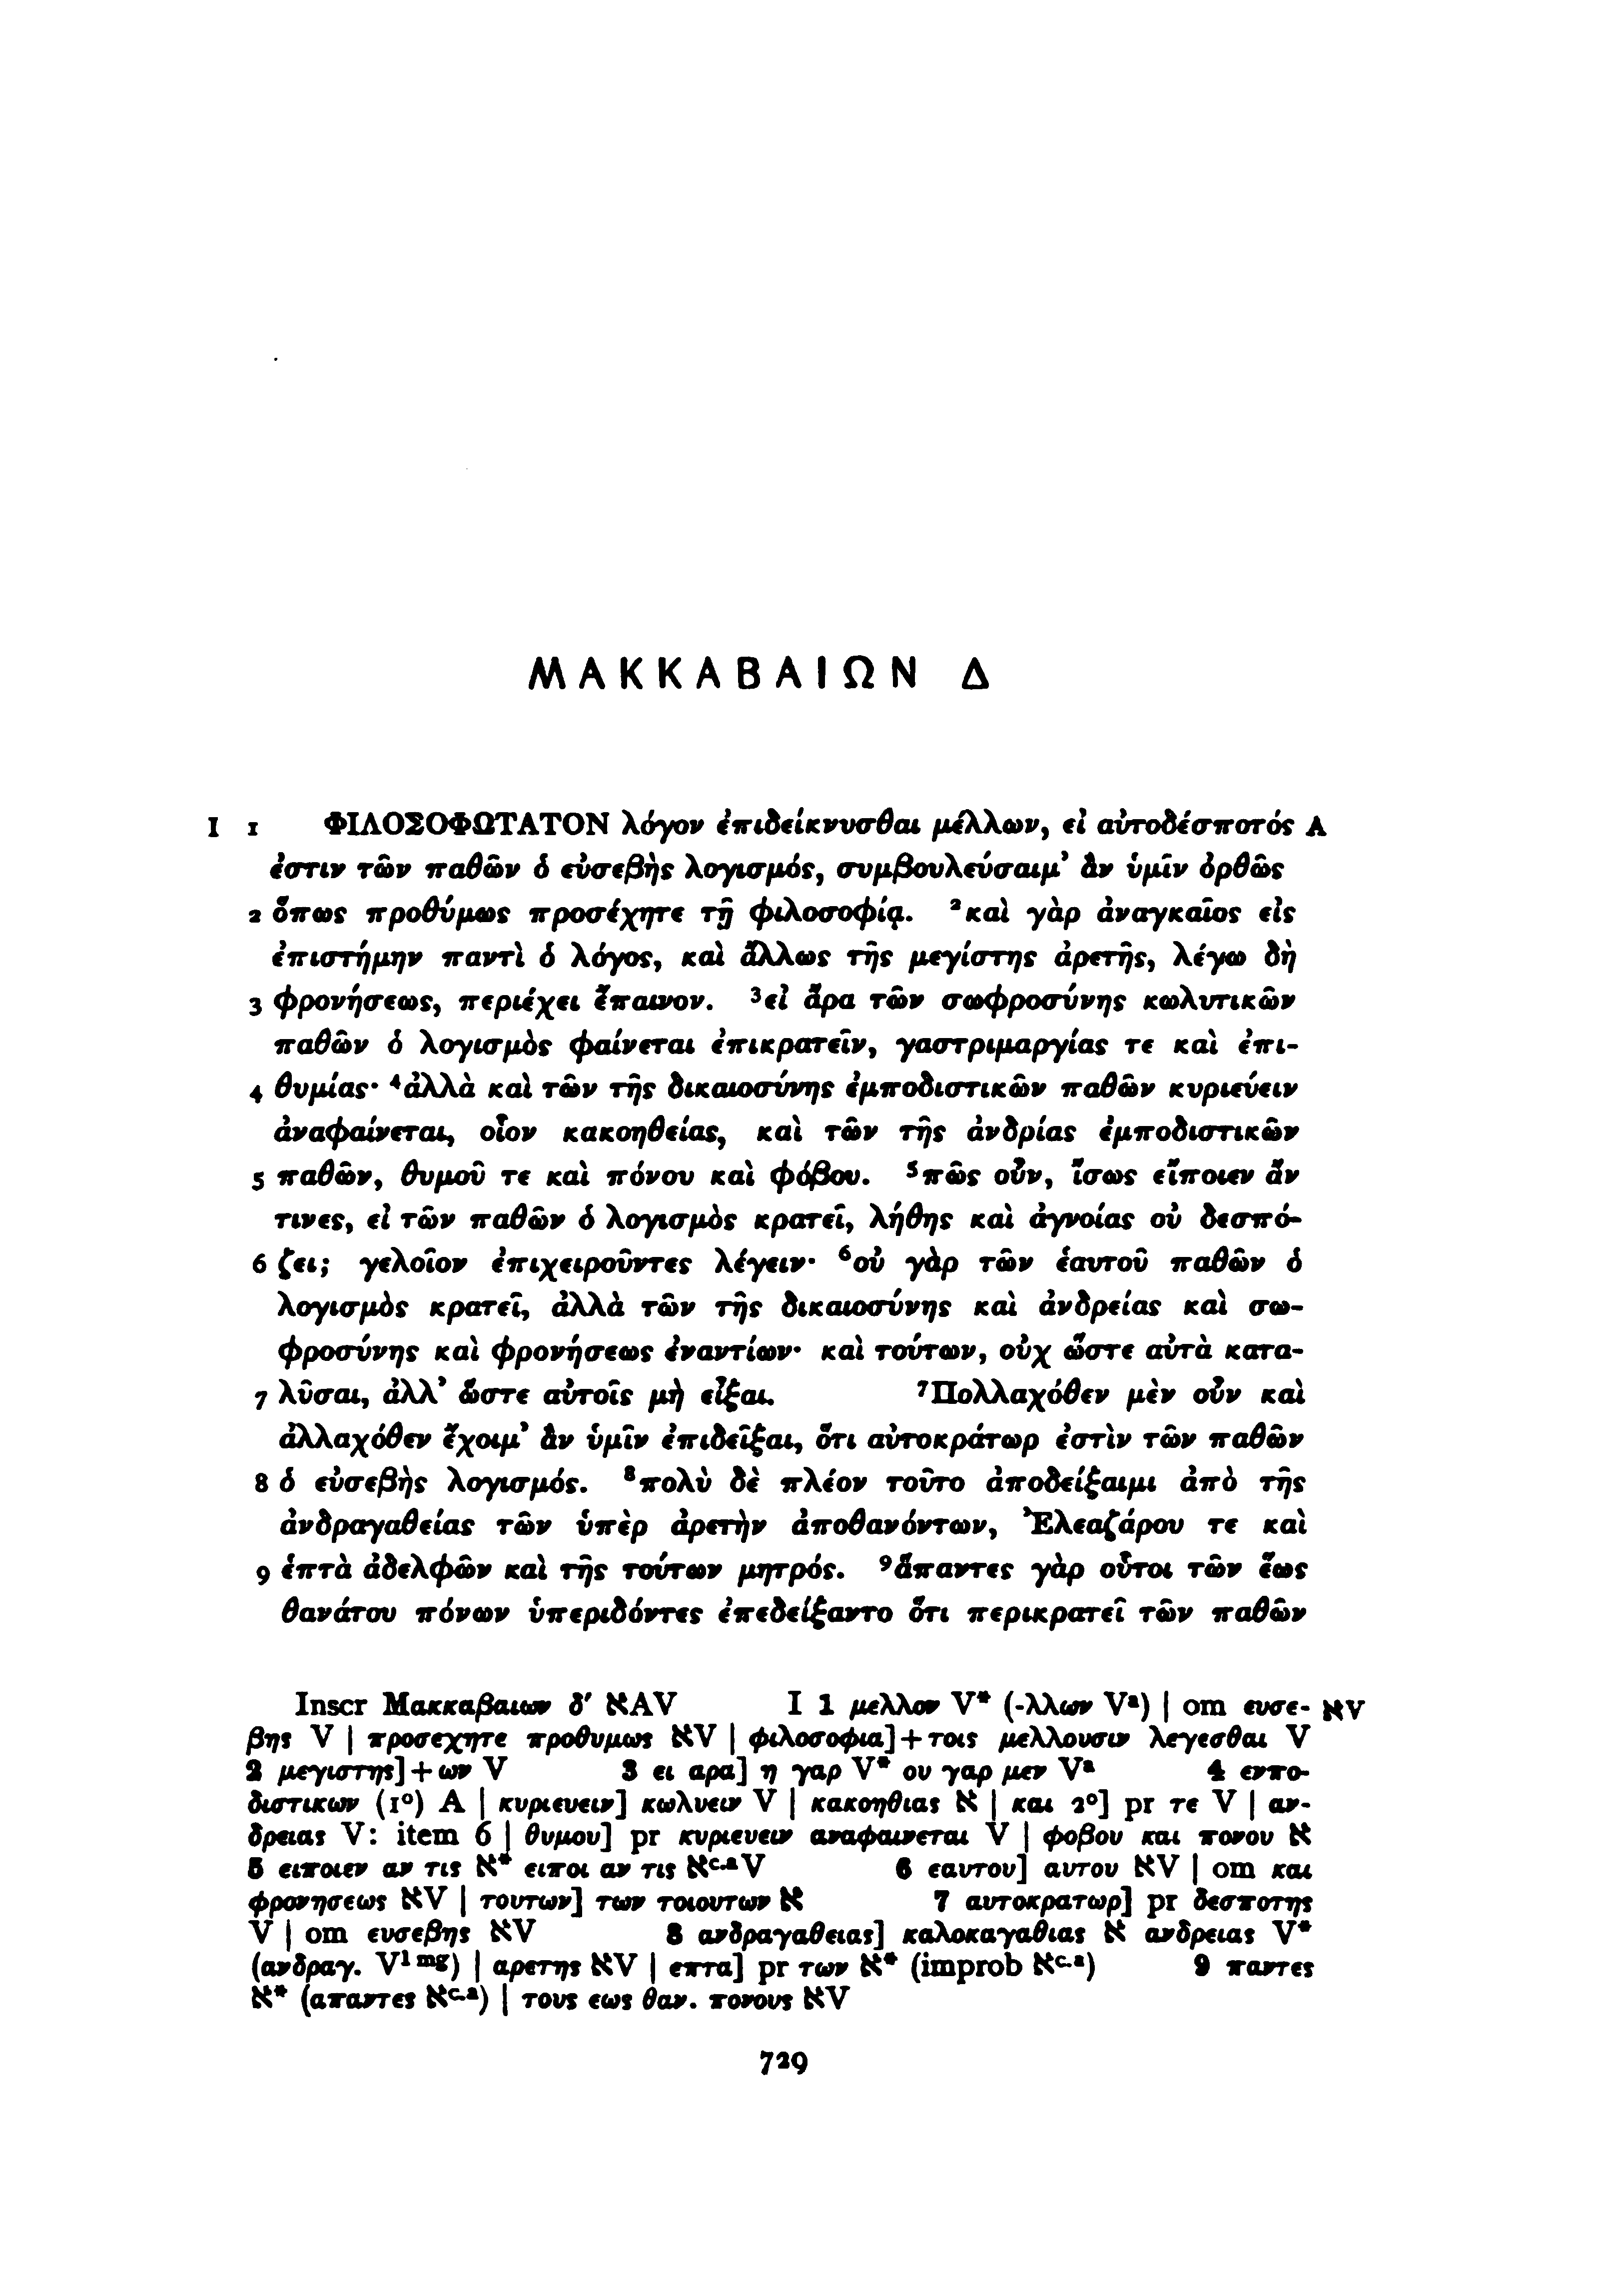 ΜΑΚΚΑΒΑΙΩΝ Δ
I 1 ΦΙΛΟΣΟΦΩΤΑΤΟΝ λόγον ἐπιδείκνυσθαι μέλλων, εἰ αὐτοδέσποτός A
ἐστιν τῶν παθῶν ὁ εὐσεβὴς λογισμός, συμβουλεύσαιμ’ ἂν ὑμῖν ὀρθῶς
2 ὅπως προθύμως προσέχητε τῇ φιλοσοφίᾳ. ²καὶ γὰρ ἀναγκαῖος εἰς
ἐπιστήμην παντὶ ὁ λόγος, καὶ ἄλλως τῆς μεγίστης ἀρετῆς, λέγω δὴ
3 φρονήσεως, περιέχει ἔπαινον. ³εἰ ἄρα τῶν σωφροσύνης κωλυτικῶν
παθῶν ὁ λογισμὸς φαίνεται ἐπικρατεῖν, γαστριμαργίας τε καὶ ἐπι-
4 θυμίας· ⁴ἀλλὰ καὶ τῶν τῆς δικαιοσύνης ἐμποδιστικῶν παθῶν κυριεύειν
ἀναφαίνεται, οἷον κακοηθείας, καὶ τῶν τῆς ἀνδρίας ἐμποδιστικῶν
5 παθῶν, θυμοῦ τε καὶ πόνου καὶ φόβου. ⁵πῶς οὖν, ἴσως εἴποιεν ἄν
τινες, εἰ τῶν παθῶν ὁ λογισμὸς κρατεῖ, λήθης καὶ ἀγνοίας οὐ δεσπό-
6 ζει; γελοῖον ἐπιχειροῦντες λέγειν· ⁶οὐ γὰρ τῶν ἑαυτοῦ παθῶν ὁ
λογισμὸς κρατεῖ, ἀλλὰ τῶν τῆς δικαιοσύνης καὶ ἀνδρείας καὶ σω-
φροσύνης καὶ φρονήσεως ἐναντίων· καὶ τούτων, οὐχ ὥστε αὐτὰ κατα-
7 λῦσαι, ἀλλ’ ὥστε αὐτοῖς μὴ εἶξαι. ⁷Πολλαχόθεν μὲν οὖν καὶ
ἀλλαχόθεν ἔχοιμ’ ἂν ὑμῖν ἐπιδεῖξαι, ὅτι αὐτοκράτωρ ἐστὶν τῶν παθῶν
8 ὁ εὐσεβὴς λογισμός. ⁸πολὺ δὲ πλέον τοῦτο ἀποδείξαιμι ἀπὸ τῆς
ἀνδραγαθείας τῶν ὑπὲρ ἀρετὴν ἀποθανόντων, Ἐλεαζάρου τε καὶ
9 ἑπτὰ ἀδελφῶν καὶ τῆς τούτων μητρός. ⁹ἅπαντες γὰρ οὗτοι τῶν ἕως
θανάτου πόνων ὑπεριδόντες ἐπεδείξαντο ὅτι περικρατεῖ τῶν παθῶν
Inscr Μακκαβαιων δ′ ℵAV I 1 μελλον V* (-λλων Vᵃ) | om ευσε- ℵV
βης V | προσεχητε προθυμως ℵV | φιλοσοφια]+τοις μελλουσιν λεγεσθαι V
2 μεγιστης]+ων V 3 ει αρα] η γαρ V* ου γαρ μεν Vᵃ 4 ενπο-
διστικων (1º) A | κυριευειν] κωλυειν V | κακοηθιας ℵ | και 2º] pr τε V | αν-
δρειας V: item 6 | θυμου] pr κυριευειν αναφαινεται V | φοβου και πονου ℵ
5 ειποιεν αν τις ℵ* ειποι αν τις ℵᶜ·ᵃV 6 εαυτου] αυτου ℵV | om και
φρονησεως ℵV | τουτων] των τοιουτων ℵ 7 αυτοκρατωρ] pr δεσποτης
V | om ευσεβης ℵV 8 ανδραγαθειας] καλοκαγαθιας ℵ ανδρειας V*
(ανδραγ. V¹ ᵐᵍ) | αρετης ℵV | επτα] pr των ℵ* (improb ℵᶜ·ᵃ) 9 παντες
ℵ* (απαντες ℵᶜ·ᵃ) | τους εως θαν. πονους ℵV
729